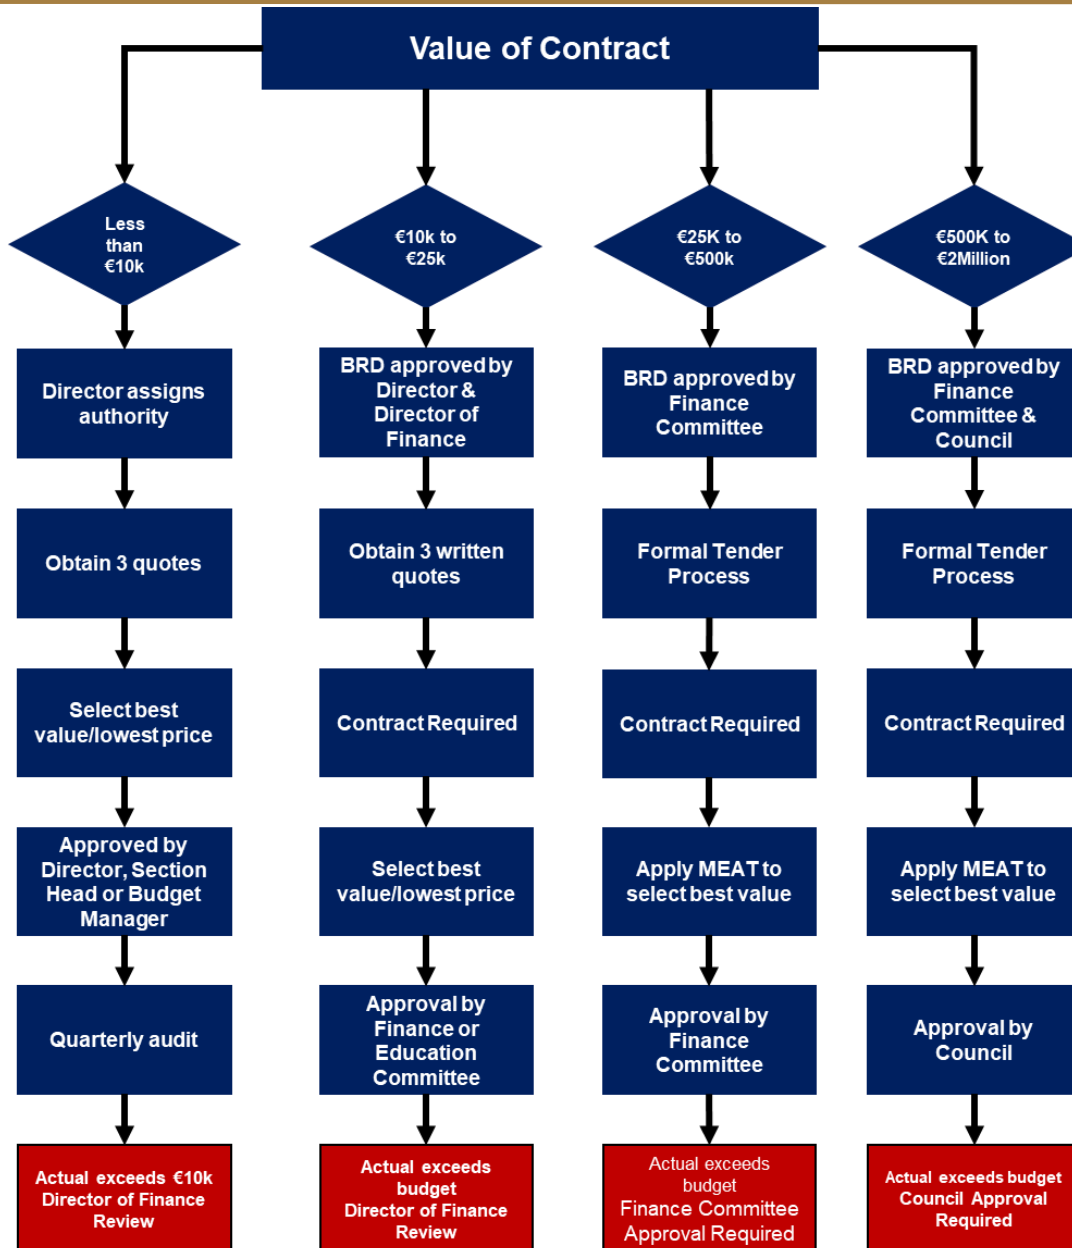 Value of Contract
Less
than
€10k
€10k to
€25k
€25K to
€500k
€500K to
€2Million
Director assigns
authority
BRD approved by
Director &
Director of
Finance
BRD approved by
Finance
Committee
BRD approved by
Finance
Committee &
Council
Obtain 3 quotes
Obtain 3 written
quotes
Formal Tender
Process
Formal Tender
Process
Select best
value/lowest price
Contract Required
Contract Required
Contract Required
Approved by
Director, Section
Head or Budget
Manager
Select best
value/lowest price
Apply MEAT to
select best value
Apply MEAT to
select best value
Quarterly audit
Approval by
Finance or
Education
Committee
Approval by
Finance
Committee
Approval by
Council
Actual exceeds €10k
Director of Finance
Review
Actual exceeds
budget
Director of Finance
Review
Actual exceeds
budget
Finance Committee
Approval Required
Actual exceeds budget
Council Approval
Required